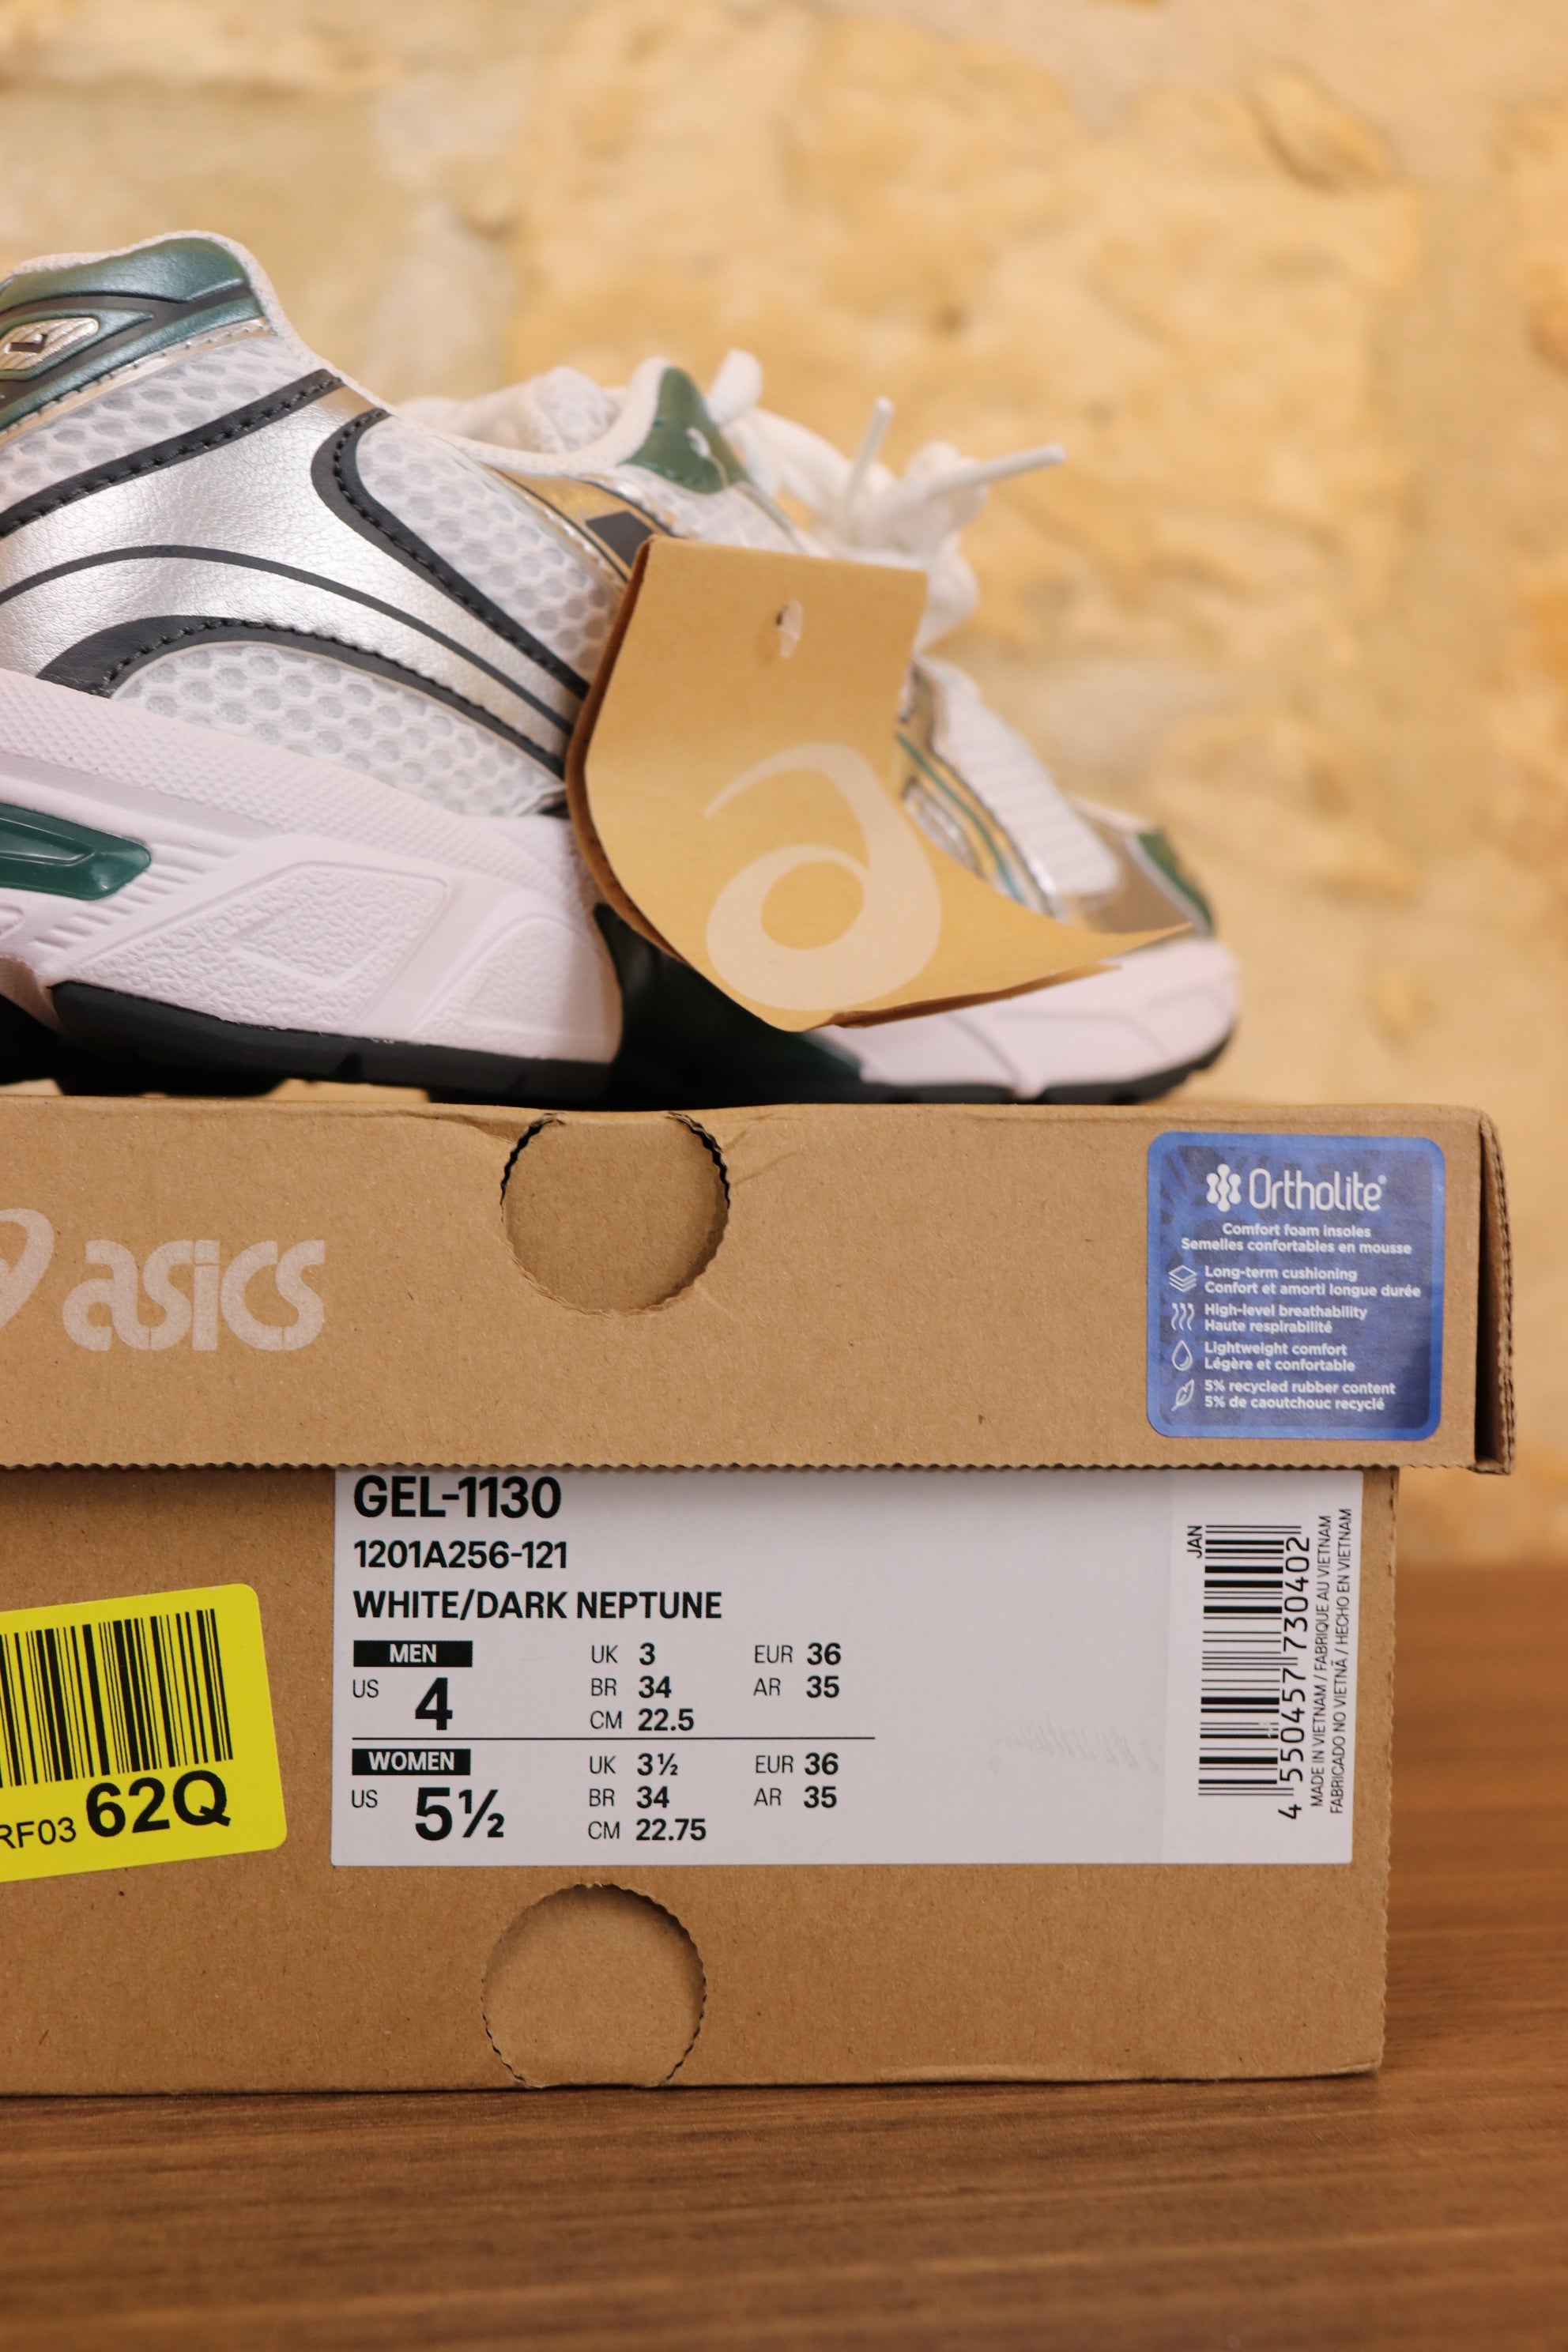 asics
OrthoLite®
Comfort foam insoles
Semelles confortables en mousse
Long-term cushioning
Confort et amorti longue durée
High-level breathability
Haute respirabilité
Lightweight comfort
Légère et confortable
5% recycled rubber content
5% de caoutchouc recyclé
GEL-1130
1201A256-121
WHITE/DARK NEPTUNE
MEN
US 4
UK 3 EUR 36
BR 34 AR 35
CM 22.5
WOMEN
US 5½
UK 3½ EUR 36
BR 34 AR 35
CM 22.75
JAN
4 550457 730402
MADE IN VIETNAM / FABRIQUE AU VIETNAM
FABRICADO NO VIETNÃ / HECHO EN VIETNAM
RF03 62Q